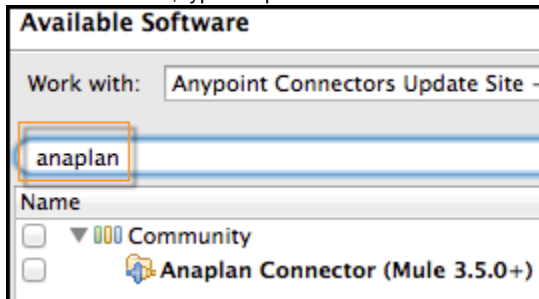 Available Software
Work with: Anypoint Connectors Update Site -
anaplan
Name
Community
Anaplan Connector (Mule 3.5.0+)